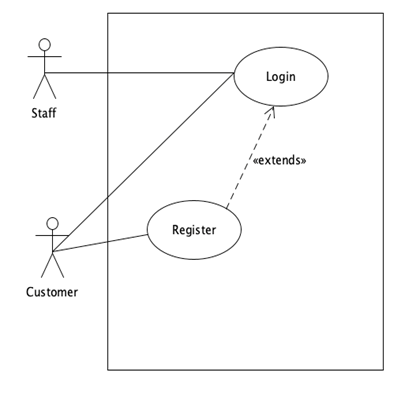 Login
Staff
«extends»
Register
Customer